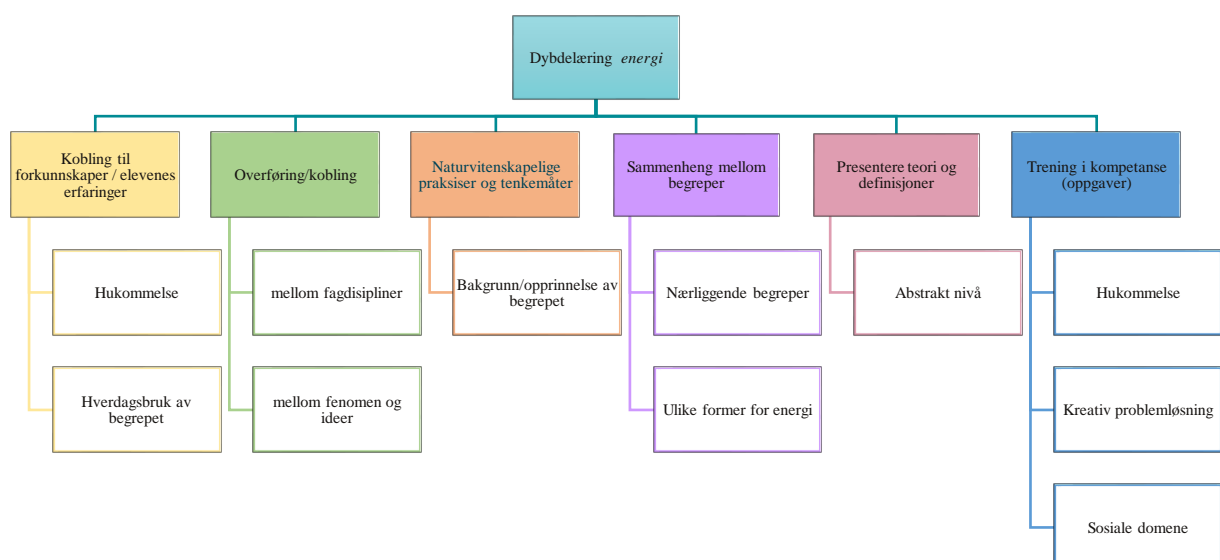 Dybdelæring energi
Kobling til
forkunnskaper / elevenes
erfaringer
Overføring/kobling
Naturvitenskapelige
praksiser og tenkemåter
Sammenheng mellom
begreper
Presentere teori og
definisjoner
Trening i kompetanse
(oppgaver)
Hukommelse
mellom fagdisipliner
Bakgrunn/opprinnelse av
begrepet
Nærliggende begreper
Abstrakt nivå
Hukommelse
Hverdagsbruk av
begrepet
mellom fenomen og
ideer
Ulike former for energi
Kreativ problemløsning
Sosiale domene